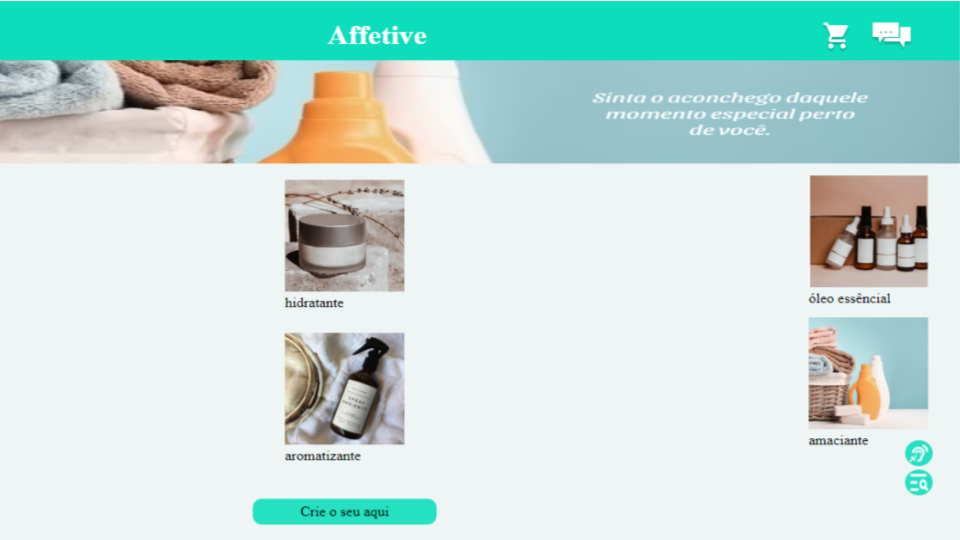 Affetive
Sinta o aconchego daquele
momento especial perto
de você.
hidratante
óleo essêncial
aromatizante
amaciante
Crie o seu aqui